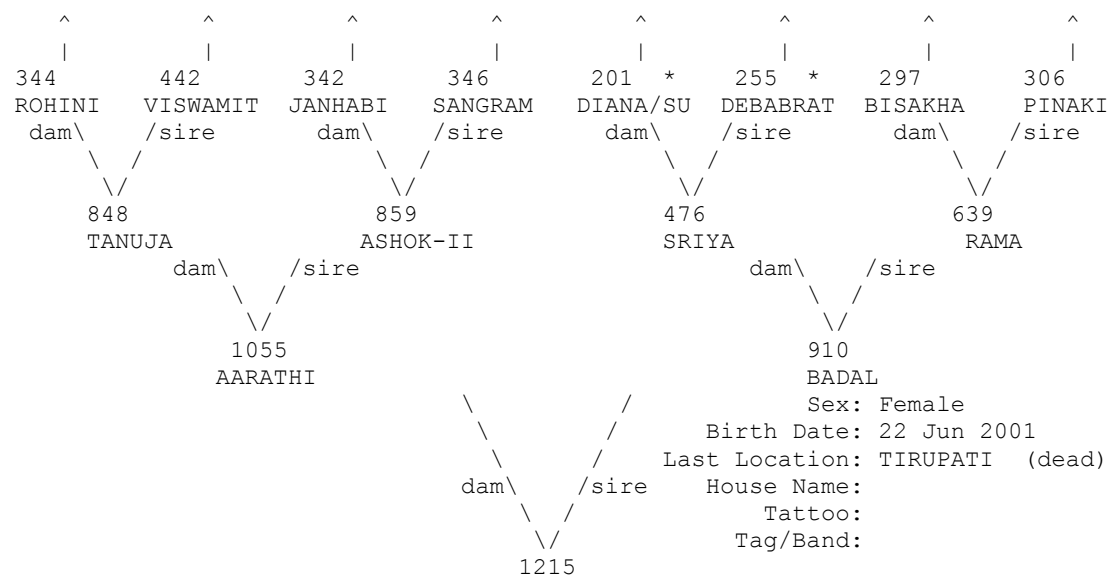 ^ ^ ^ ^ ^ ^ ^ ^
| | | | | | | |
344 442 342 346 201 * 255 * 297 306
ROHINI VISWAMIT JANHABI SANGRAM DIANA/SU DEBABRAT BISAKHA PINAKI
dam\ /sire dam\ /sire dam\ /sire dam\ /sire
\ / \ / \ / \ /
\/ \/ \/ \/
848 859 476 639
TANUJA ASHOK-II SRIYA RAMA
dam\ /sire dam\ /sire
\ / \ /
\/ \/
1055 910
AARATHI BADAL
\ / Sex: Female
\ / Birth Date: 22 Jun 2001
\ / Last Location: TIRUPATI (dead)
dam\ /sire House Name:
\ / Tattoo:
\/ Tag/Band:
1215